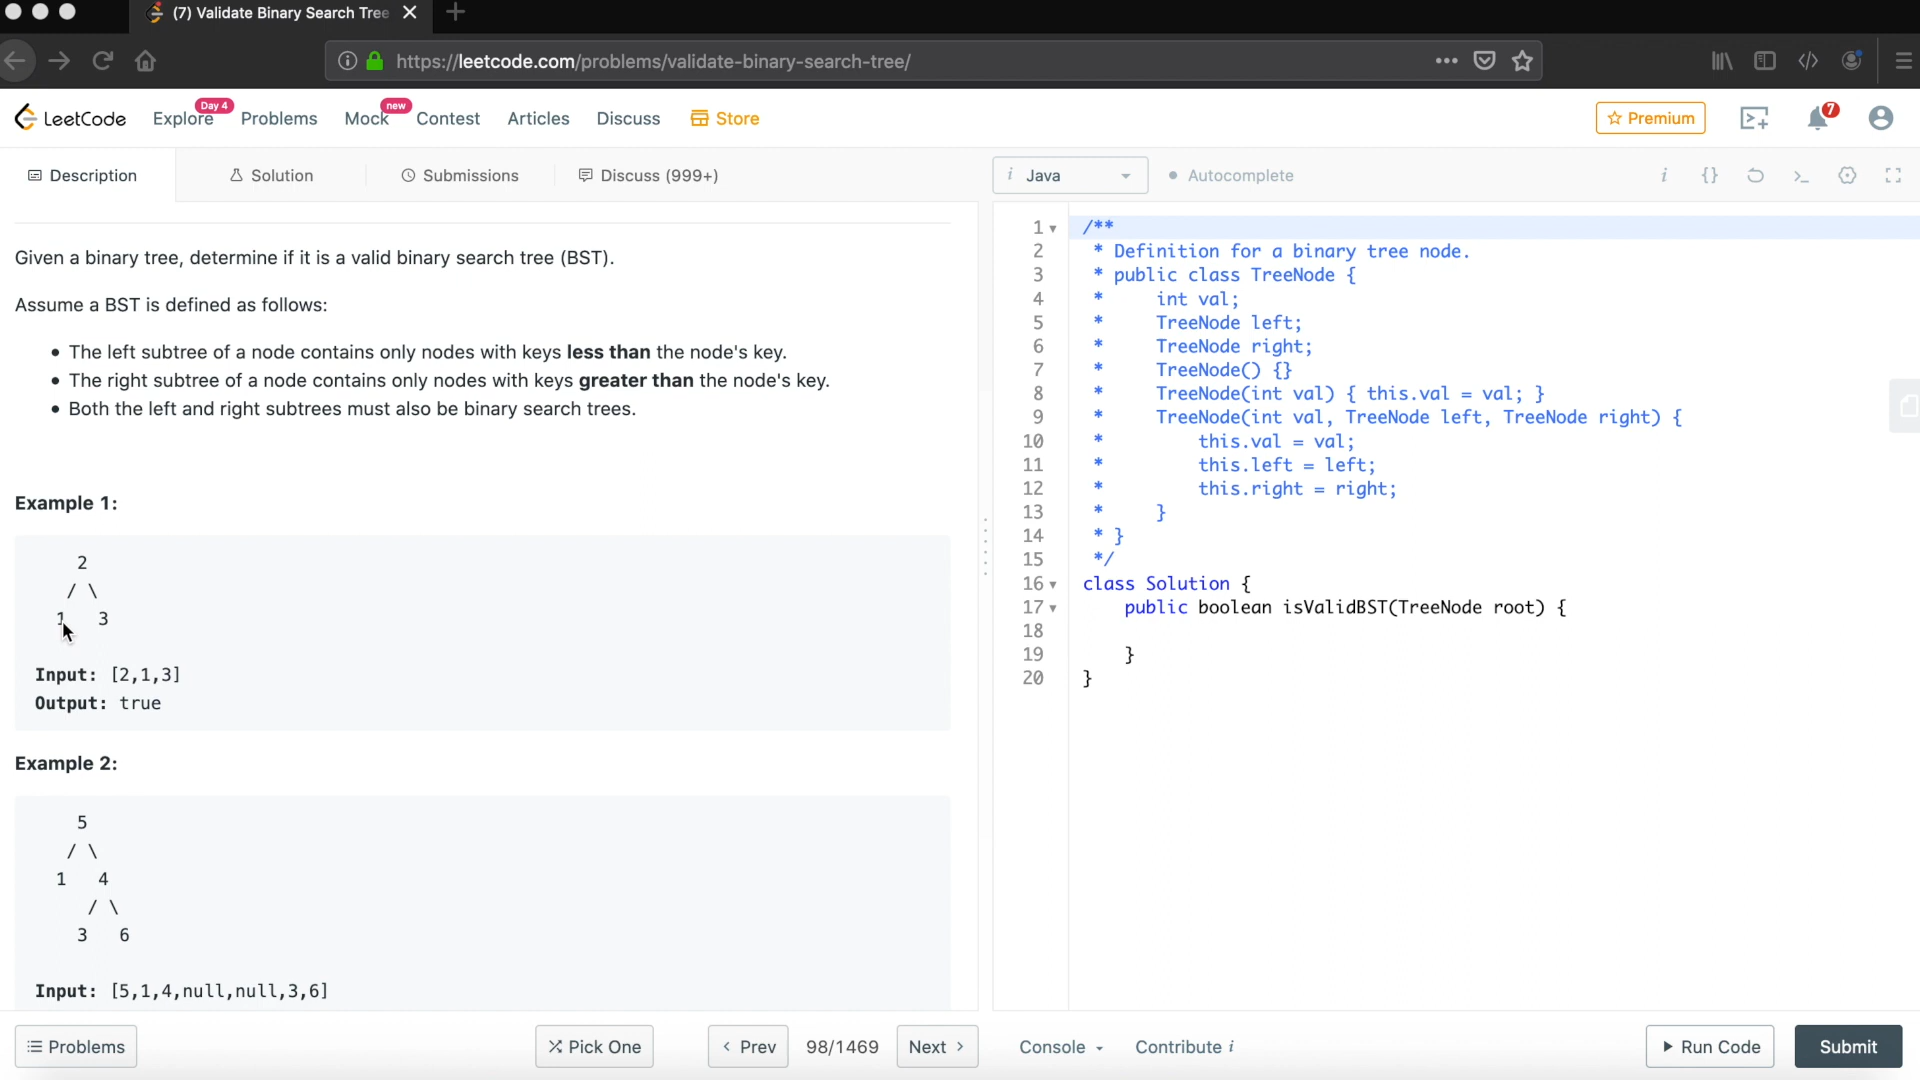 (7) Validate Binary Search Tree
https://leetcode.com/problems/validate-binary-search-tree/
LeetCode
Explore
Day 4
Problems
Mock
new
Contest
Articles
Discuss
Store
Premium
7
Description
Solution
Submissions
Discuss (999+)
Given a binary tree, determine if it is a valid binary search tree (BST).
Assume a BST is defined as follows:
• The left subtree of a node contains only nodes with keys less than the node's key.
• The right subtree of a node contains only nodes with keys greater than the node's key.
• Both the left and right subtrees must also be binary search trees.
Example 1:
2
/ \
1 3
Input: [2,1,3]
Output: true
Example 2:
5
/ \
1 4
/ \
3 6
Input: [5,1,4,null,null,3,6]
i Java
Autocomplete
i {}
1 /**
2 * Definition for a binary tree node.
3 * public class TreeNode {
4 * int val;
5 * TreeNode left;
6 * TreeNode right;
7 * TreeNode() {}
8 * TreeNode(int val) { this.val = val; }
9 * TreeNode(int val, TreeNode left, TreeNode right) {
10 * this.val = val;
11 * this.left = left;
12 * this.right = right;
13 * }
14 * }
15 */
16 class Solution {
17 public boolean isValidBST(TreeNode root) {
18
19 }
20 }
Problems
Pick One
Prev
98/1469
Next
Console
Contribute i
Run Code
Submit